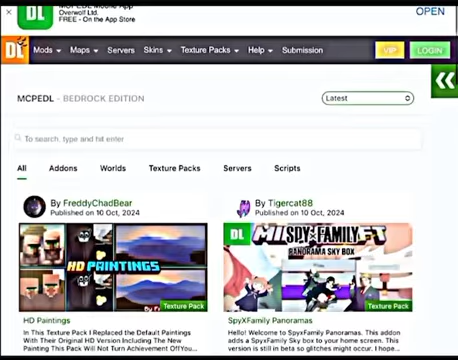 MCPEDL Mobile App
Overwolf Ltd.
FREE - On the App Store
OPEN
DL
DL
Mods
Maps
Servers
Skins
Texture Packs
Help
Submission
VIP
LOGIN
MCPEDL - BEDROCK EDITION
Latest
To search, type and hit enter
All
Addons
Worlds
Texture Packs
Servers
Scripts
By FreddyChadBear
Published on 10 Oct, 2024
By Tigercat88
Published on 10 Oct, 2024
HD PAINTINGS
Texture Pack
DL
SPY×FAMILY
PANORAMA SKY BOX
Texture Pack
HD Paintings
In This Texture Pack I Replaced the Default Paintings
With Their Original HD Version Including The New
Painting This Pack Will Not Turn Achievement Off You...
SpyXFamily Panoramas
Hello! Welcome to SpyxFamily Panoramas. This addon
adds a SpyxFamily Sky box to your home screen. This
version is still in beta so glitches might occur. I hope...